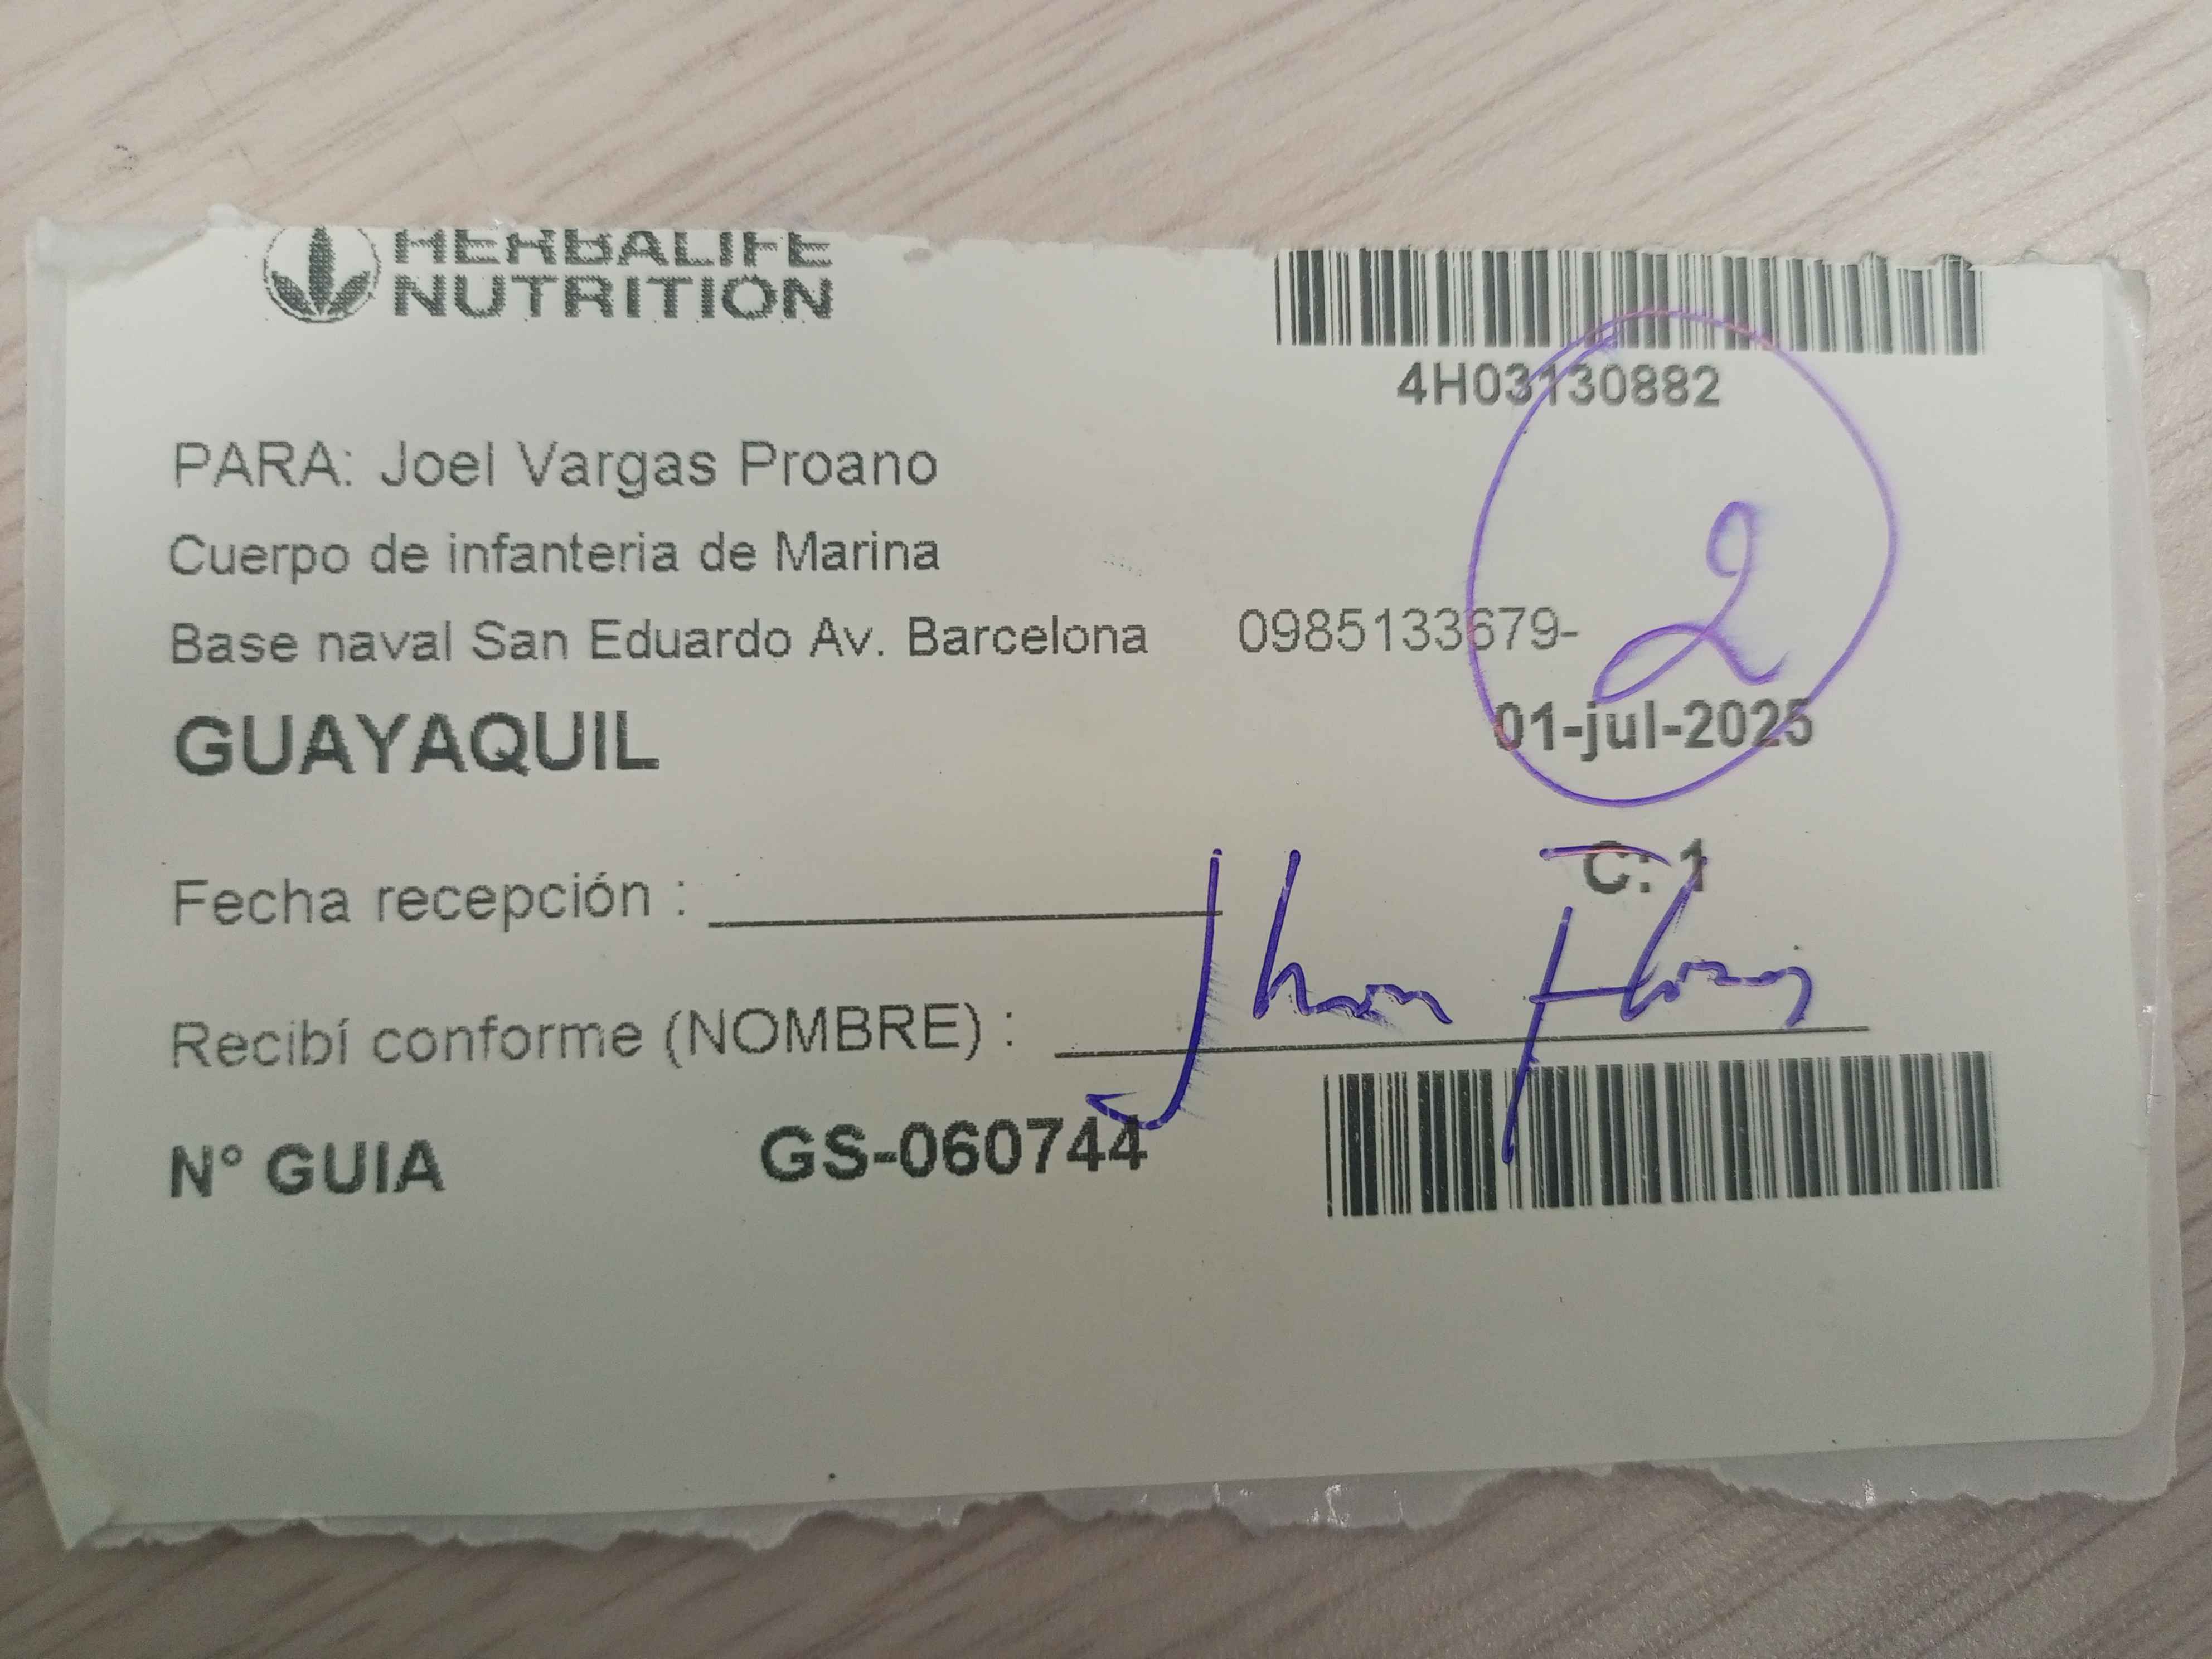 HERBALIFE
NUTRITION
4H03130882
PARA: Joel Vargas Proano
Cuerpo de infanteria de Marina
Base naval San Eduardo Av. Barcelona 0985133679-
2
GUAYAQUIL 01-jul-2025
C: 1
Fecha recepción :
Recibí conforme (NOMBRE) : Jhon
N° GUIA GS-060744